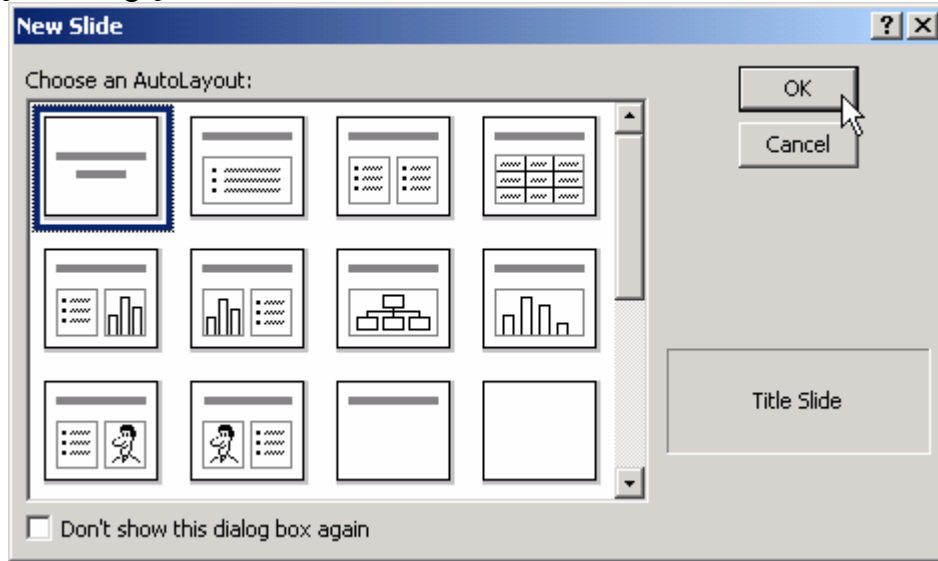 New Slide
Choose an AutoLayout:
OK
Cancel
Title Slide
Don't show this dialog box again